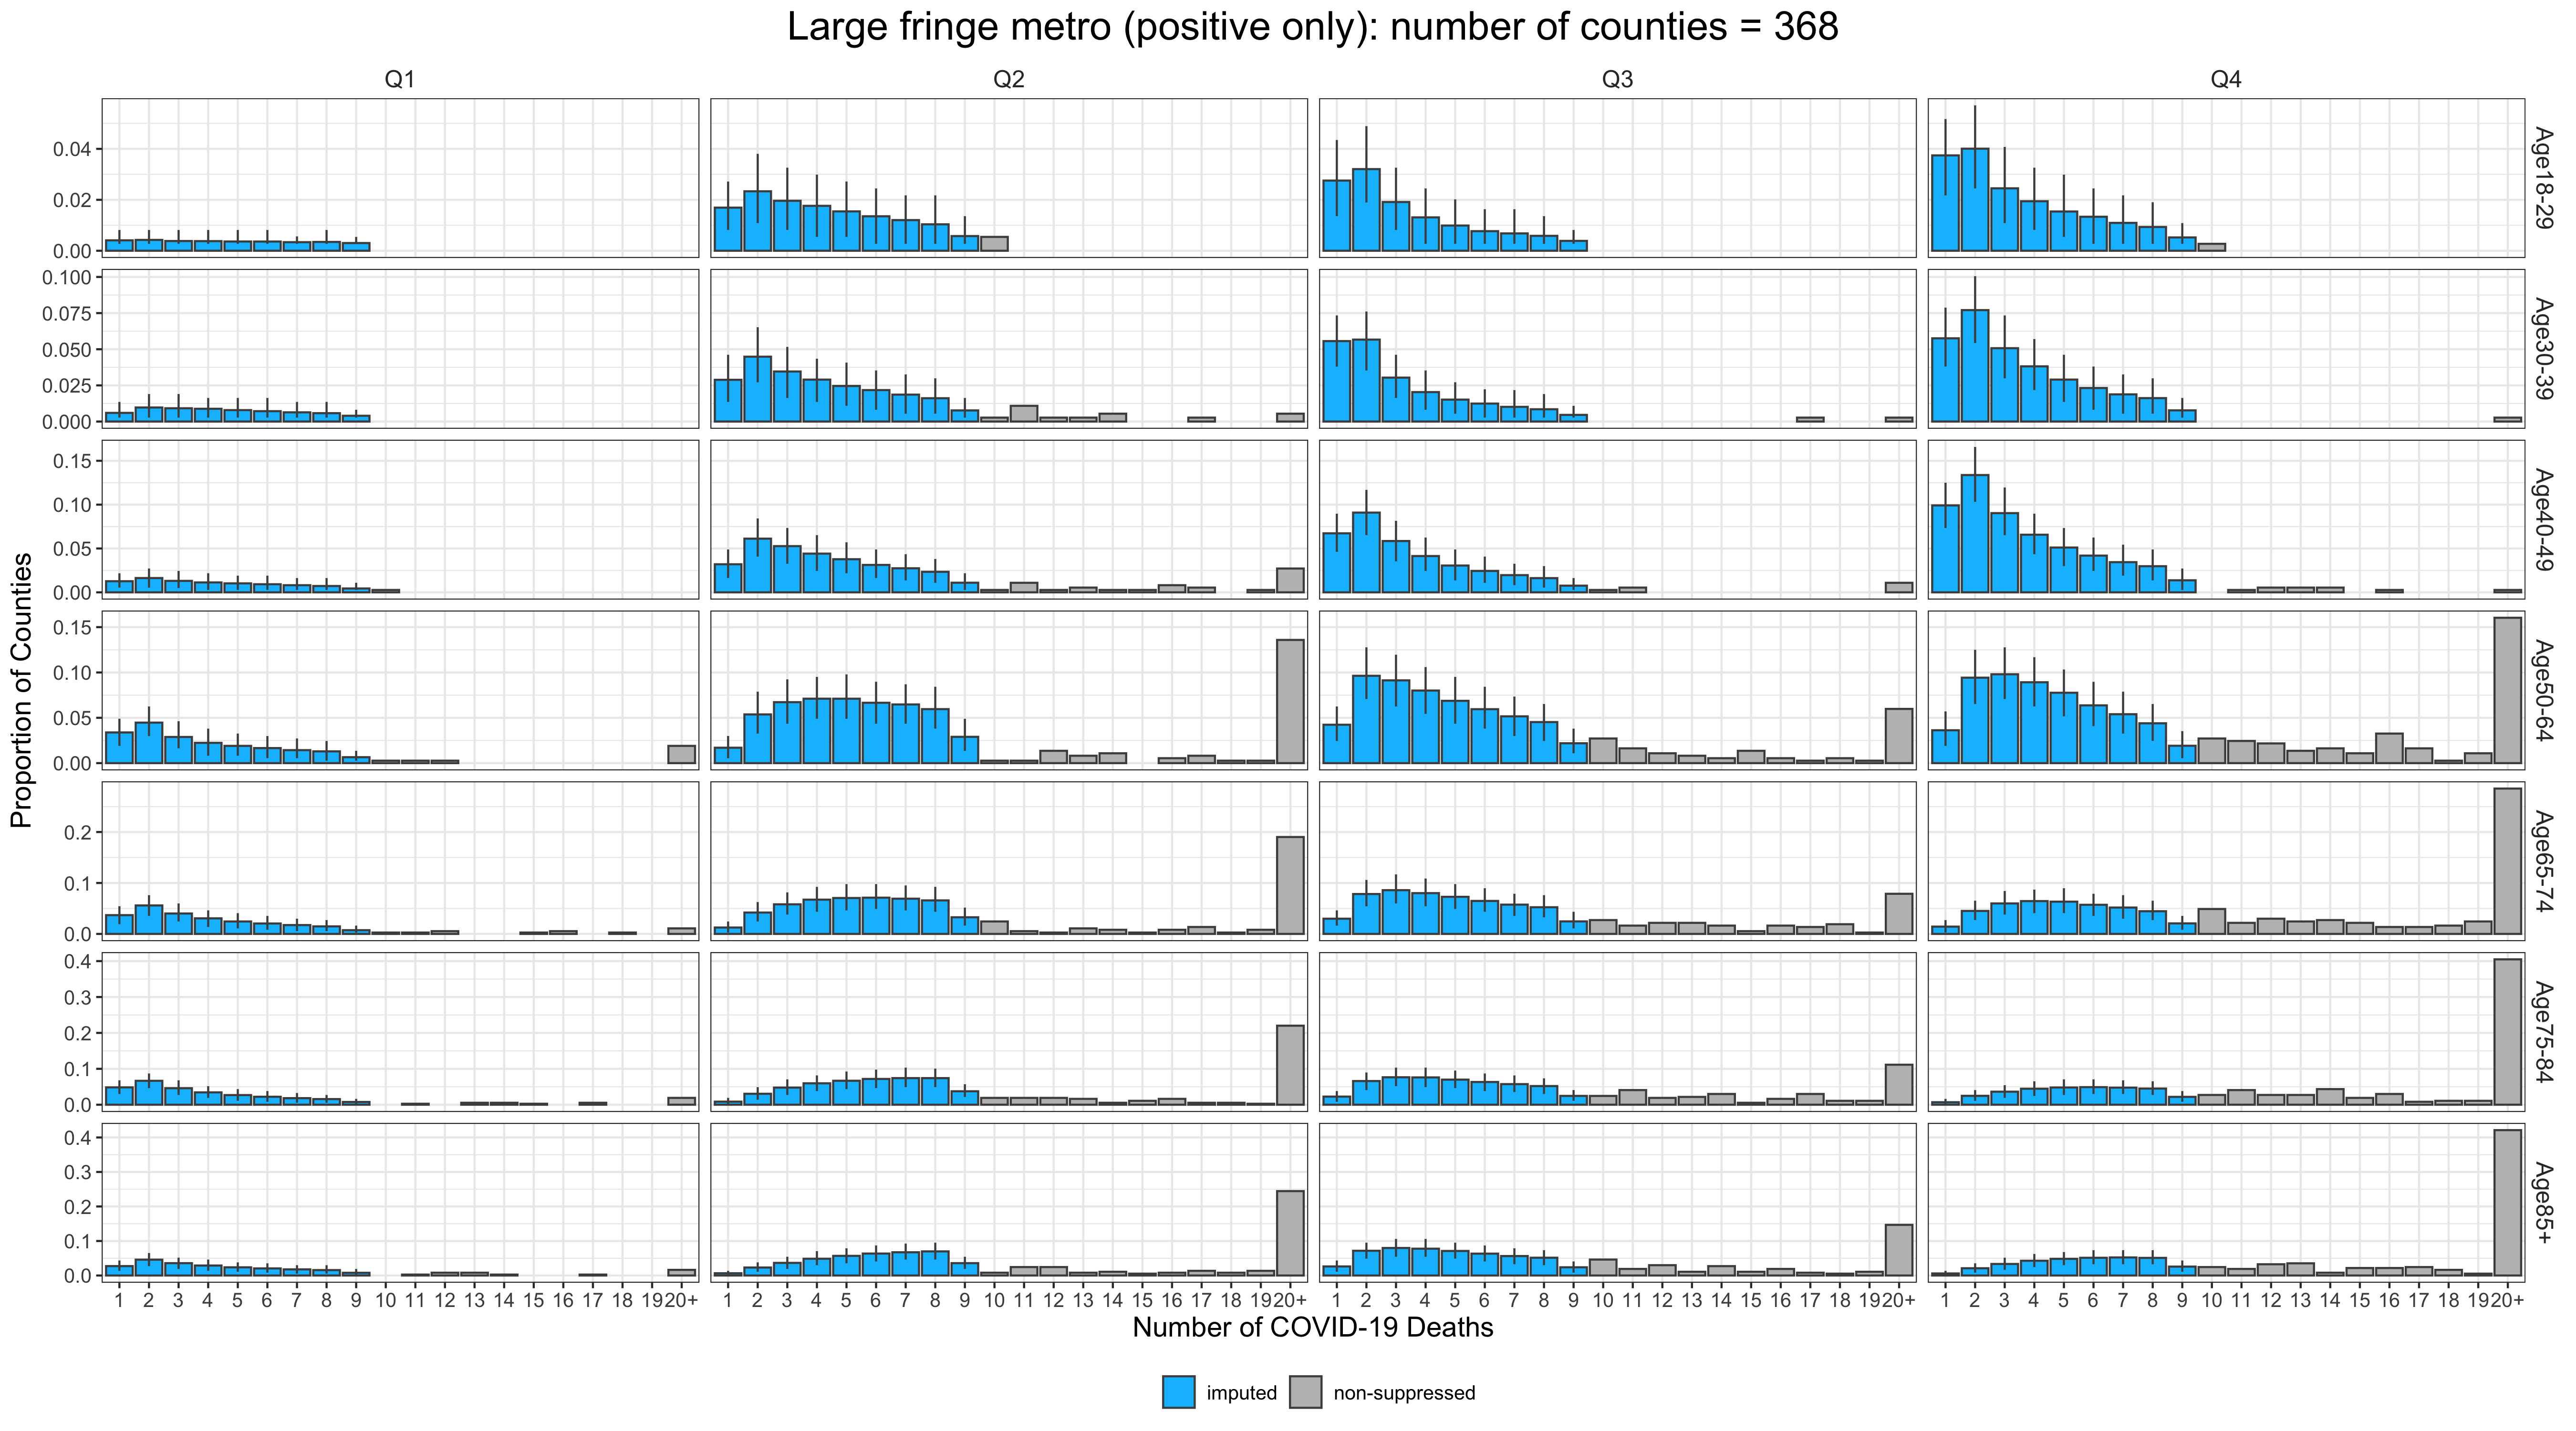 Large fringe metro (positive only): number of counties = 368
Q1 Q2 Q3 Q4
0.04
0.02
0.00
Age18-29
0.100
0.075
0.050
0.025
0.000
Age30-39
0.15
0.10
0.05
0.00
Age40-49
0.15
0.10
0.05
0.00
Age50-64
0.2
0.1
0.0
Age65-74
0.4
0.3
0.2
0.1
0.0
Age75-84
0.4
0.3
0.2
0.1
0.0
Age85+
Proportion of Counties
1 2 3 4 5 6 7 8 9 10 11 12 13 14 15 16 17 18 19 20+ 1 2 3 4 5 6 7 8 9 10 11 12 13 14 15 16 17 18 19 20+ 1 2 3 4 5 6 7 8 9 10 11 12 13 14 15 16 17 18 19 20+ 1 2 3 4 5 6 7 8 9 10 11 12 13 14 15 16 17 18 19 20+
Number of COVID-19 Deaths
imputed non-suppressed